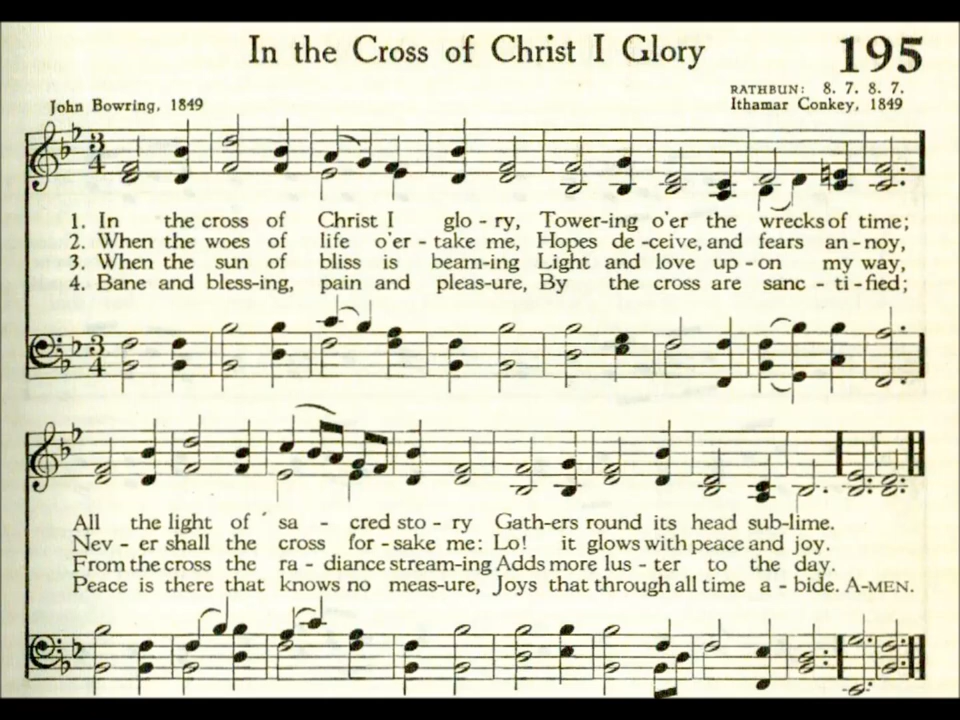 In the Cross of Christ I Glory
195
RATHBUN: 8. 7. 8. 7.
John Bowring, 1849
Ithamar Conkey, 1849
3 4
1. In the cross of Christ I glo - ry, Tower-ing o'er the wrecks of time;
2. When the woes of life o'er - take me, Hopes de -ceive, and fears an - noy,
3. When the sun of bliss is beam-ing Light and love up - on my way,
4. Bane and bless-ing, pain and pleas-ure, By the cross are sanc - ti - fied;
3 4
All the light of sa - cred sto - ry Gath-ers round its head sub-lime.
Nev - er shall the cross for - sake me: Lo! it glows with peace and joy.
From the cross the ra - diance stream-ing Adds more lus - ter to the day.
Peace is there that knows no meas-ure, Joys that through all time a - bide. A-MEN.